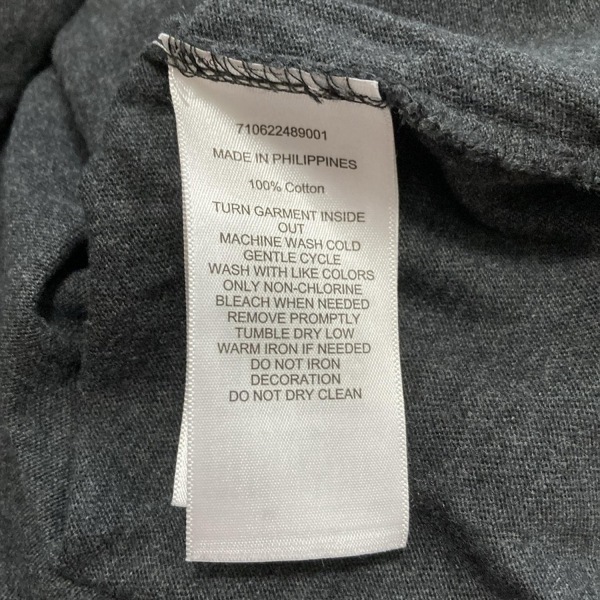 710622489001
MADE IN PHILIPPINES
100% Cotton
TURN GARMENT INSIDE
OUT
MACHINE WASH COLD
GENTLE CYCLE
WASH WITH LIKE COLORS
ONLY NON-CHLORINE
BLEACH WHEN NEEDED
REMOVE PROMPTLY
TUMBLE DRY LOW
WARM IRON IF NEEDED
DO NOT IRON
DECORATION
DO NOT DRY CLEAN